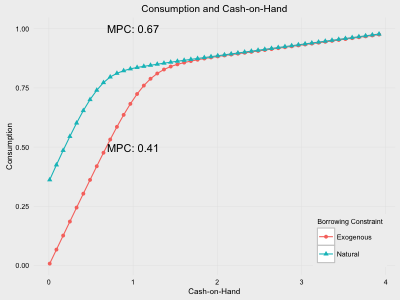 Consumption and Cash-on-Hand
MPC: 0.67
MPC: 0.41
Consumption
1.00
0.75
0.50
0.25
0.00
0
1
2
3
4
Cash-on-Hand
Borrowing Constraint
Exogenous
Natural